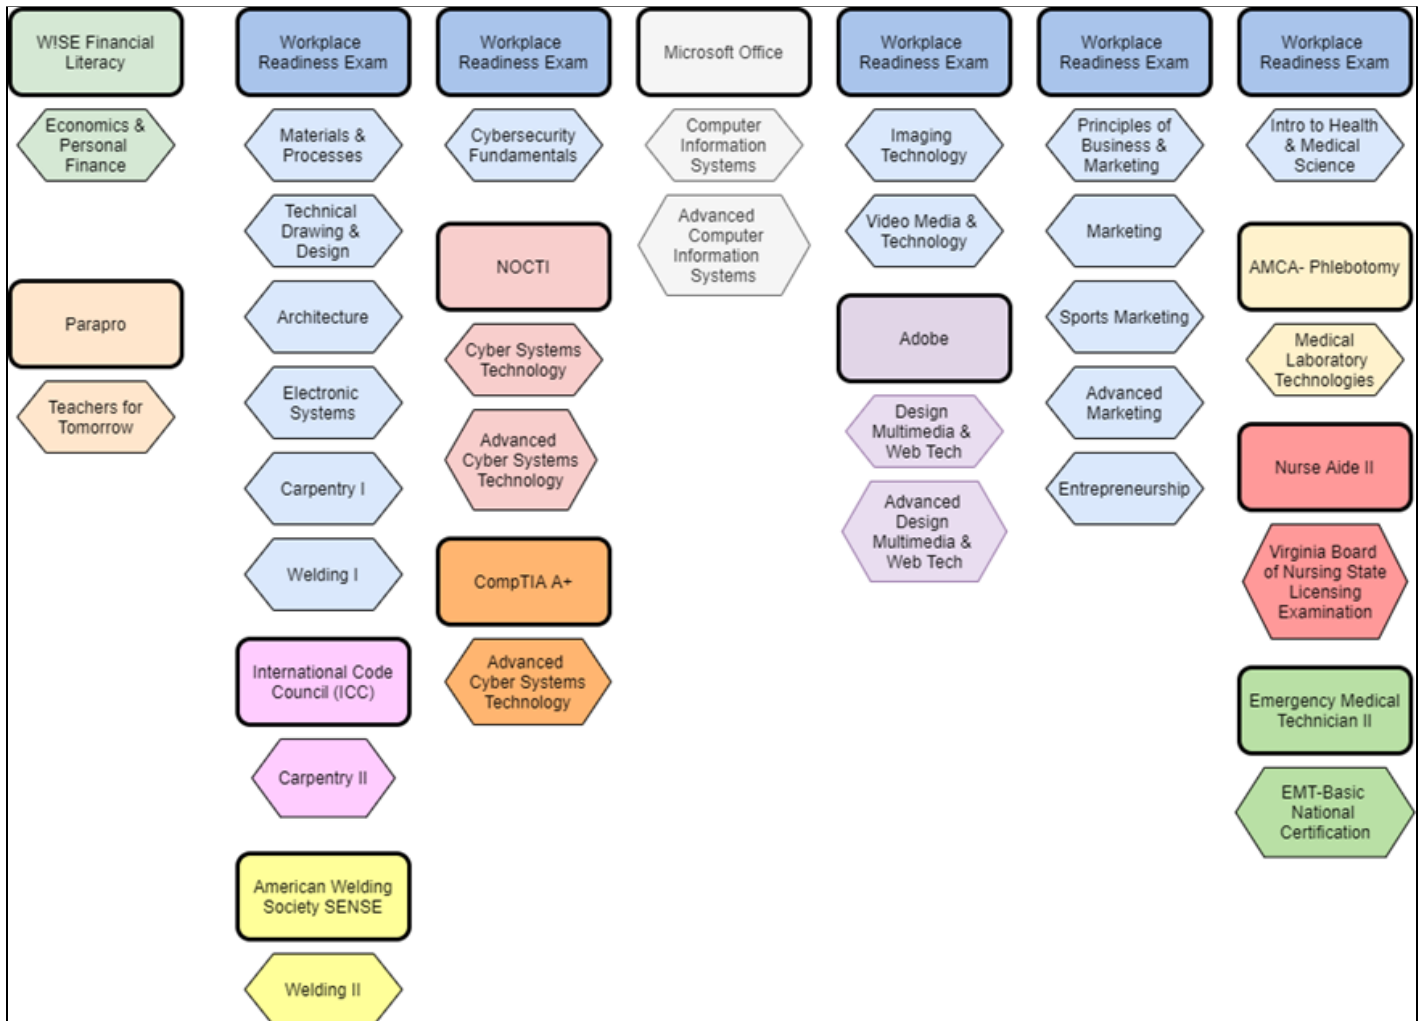 W!SE Financial
Literacy
Economics &
Personal
Finance
Parapro
Teachers for
Tomorrow
Workplace
Readiness Exam
Materials &
Processes
Technical
Drawing &
Design
Architecture
Electronic
Systems
Carpentry I
Welding I
International Code
Council (ICC)
Carpentry II
American Welding
Society SENSE
Welding II
Workplace
Readiness Exam
Cybersecurity
Fundamentals
NOCTI
Cyber Systems
Technology
Advanced
Cyber Systems
Technology
CompTIA A+
Advanced
Cyber Systems
Technology
Microsoft Office
Computer
Information
Systems
Advanced
Computer
Information
Systems
Workplace
Readiness Exam
Imaging
Technology
Video Media &
Technology
Adobe
Design
Multimedia &
Web Tech
Advanced
Design
Multimedia &
Web Tech
Workplace
Readiness Exam
Principles of
Business &
Marketing
Marketing
Sports Marketing
Advanced
Marketing
Entrepreneurship
Workplace
Readiness Exam
Intro to Health
& Medical
Science
AMCA- Phlebotomy
Medical
Laboratory
Technologies
Nurse Aide II
Virginia Board
of Nursing State
Licensing
Examination
Emergency Medical
Technician II
EMT-Basic
National
Certification